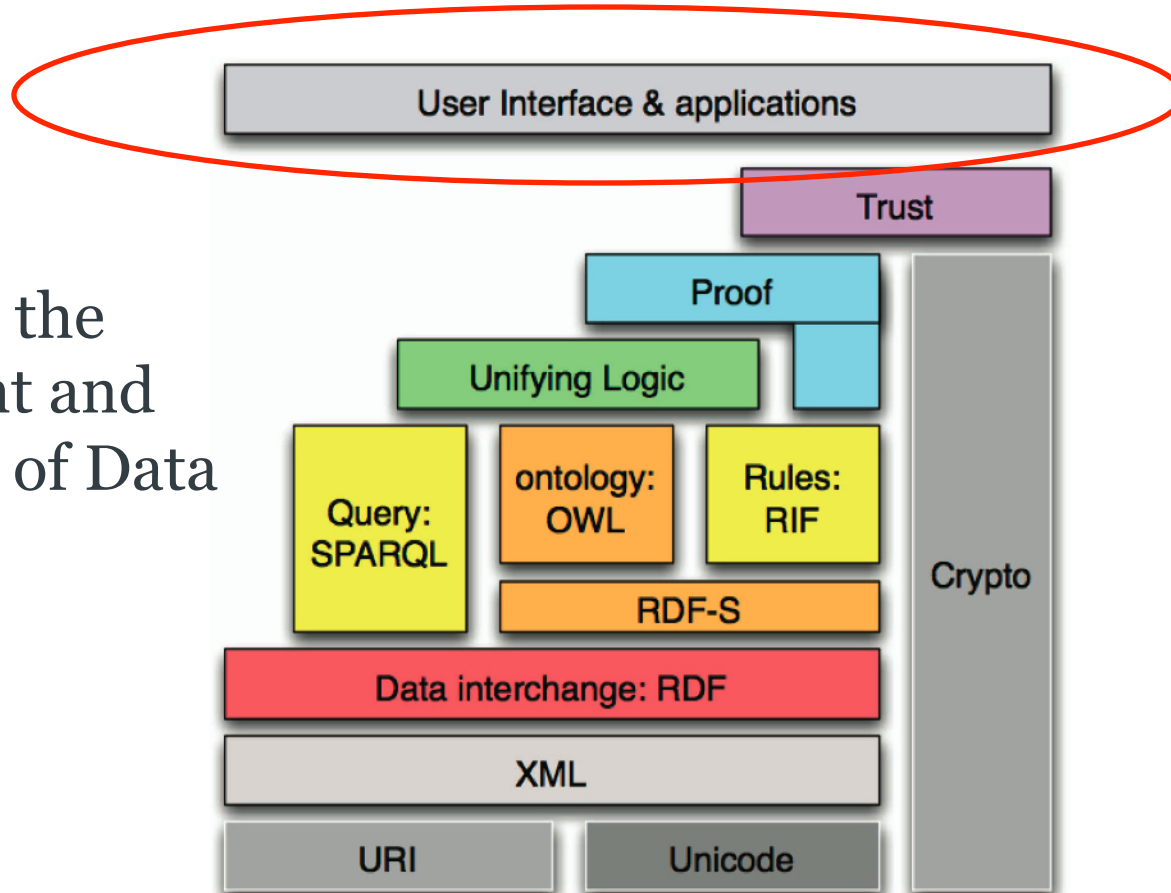 User Interface & applications
Trust
Proof
the
nt and
Unifying Logic
of Data
Query:
SPARQL
ontology:
OWL
Rules:
RIF
Crypto
RDF-S
Data interchange: RDF
XML
URI
Unicode